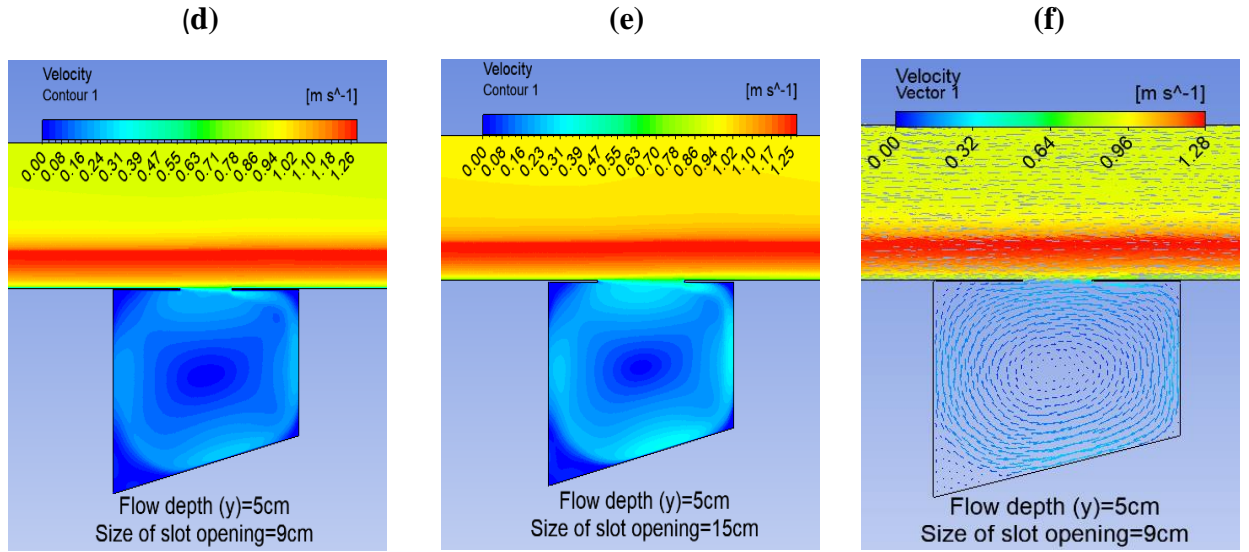 (d)
Velocity
Contour 1
[m s^-1]
0.00
0.08
0.16
0.24
0.31
0.39
0.47
0.55
0.63
0.71
0.78
0.86
0.94
1.02
1.10
1.18
1.26
Flow depth (y)=5cm
Size of slot opening=9cm
(e)
Velocity
Contour 1
[m s^-1]
0.00
0.08
0.16
0.23
0.31
0.39
0.47
0.55
0.63
0.70
0.78
0.86
0.94
1.02
1.10
1.17
1.25
Flow depth (y)=5cm
Size of slot opening=15cm
(f)
Velocity
Vector 1
[m s^-1]
0.00
0.32
0.64
0.96
1.28
Flow depth (y)=5cm
Size of slot opening=9cm